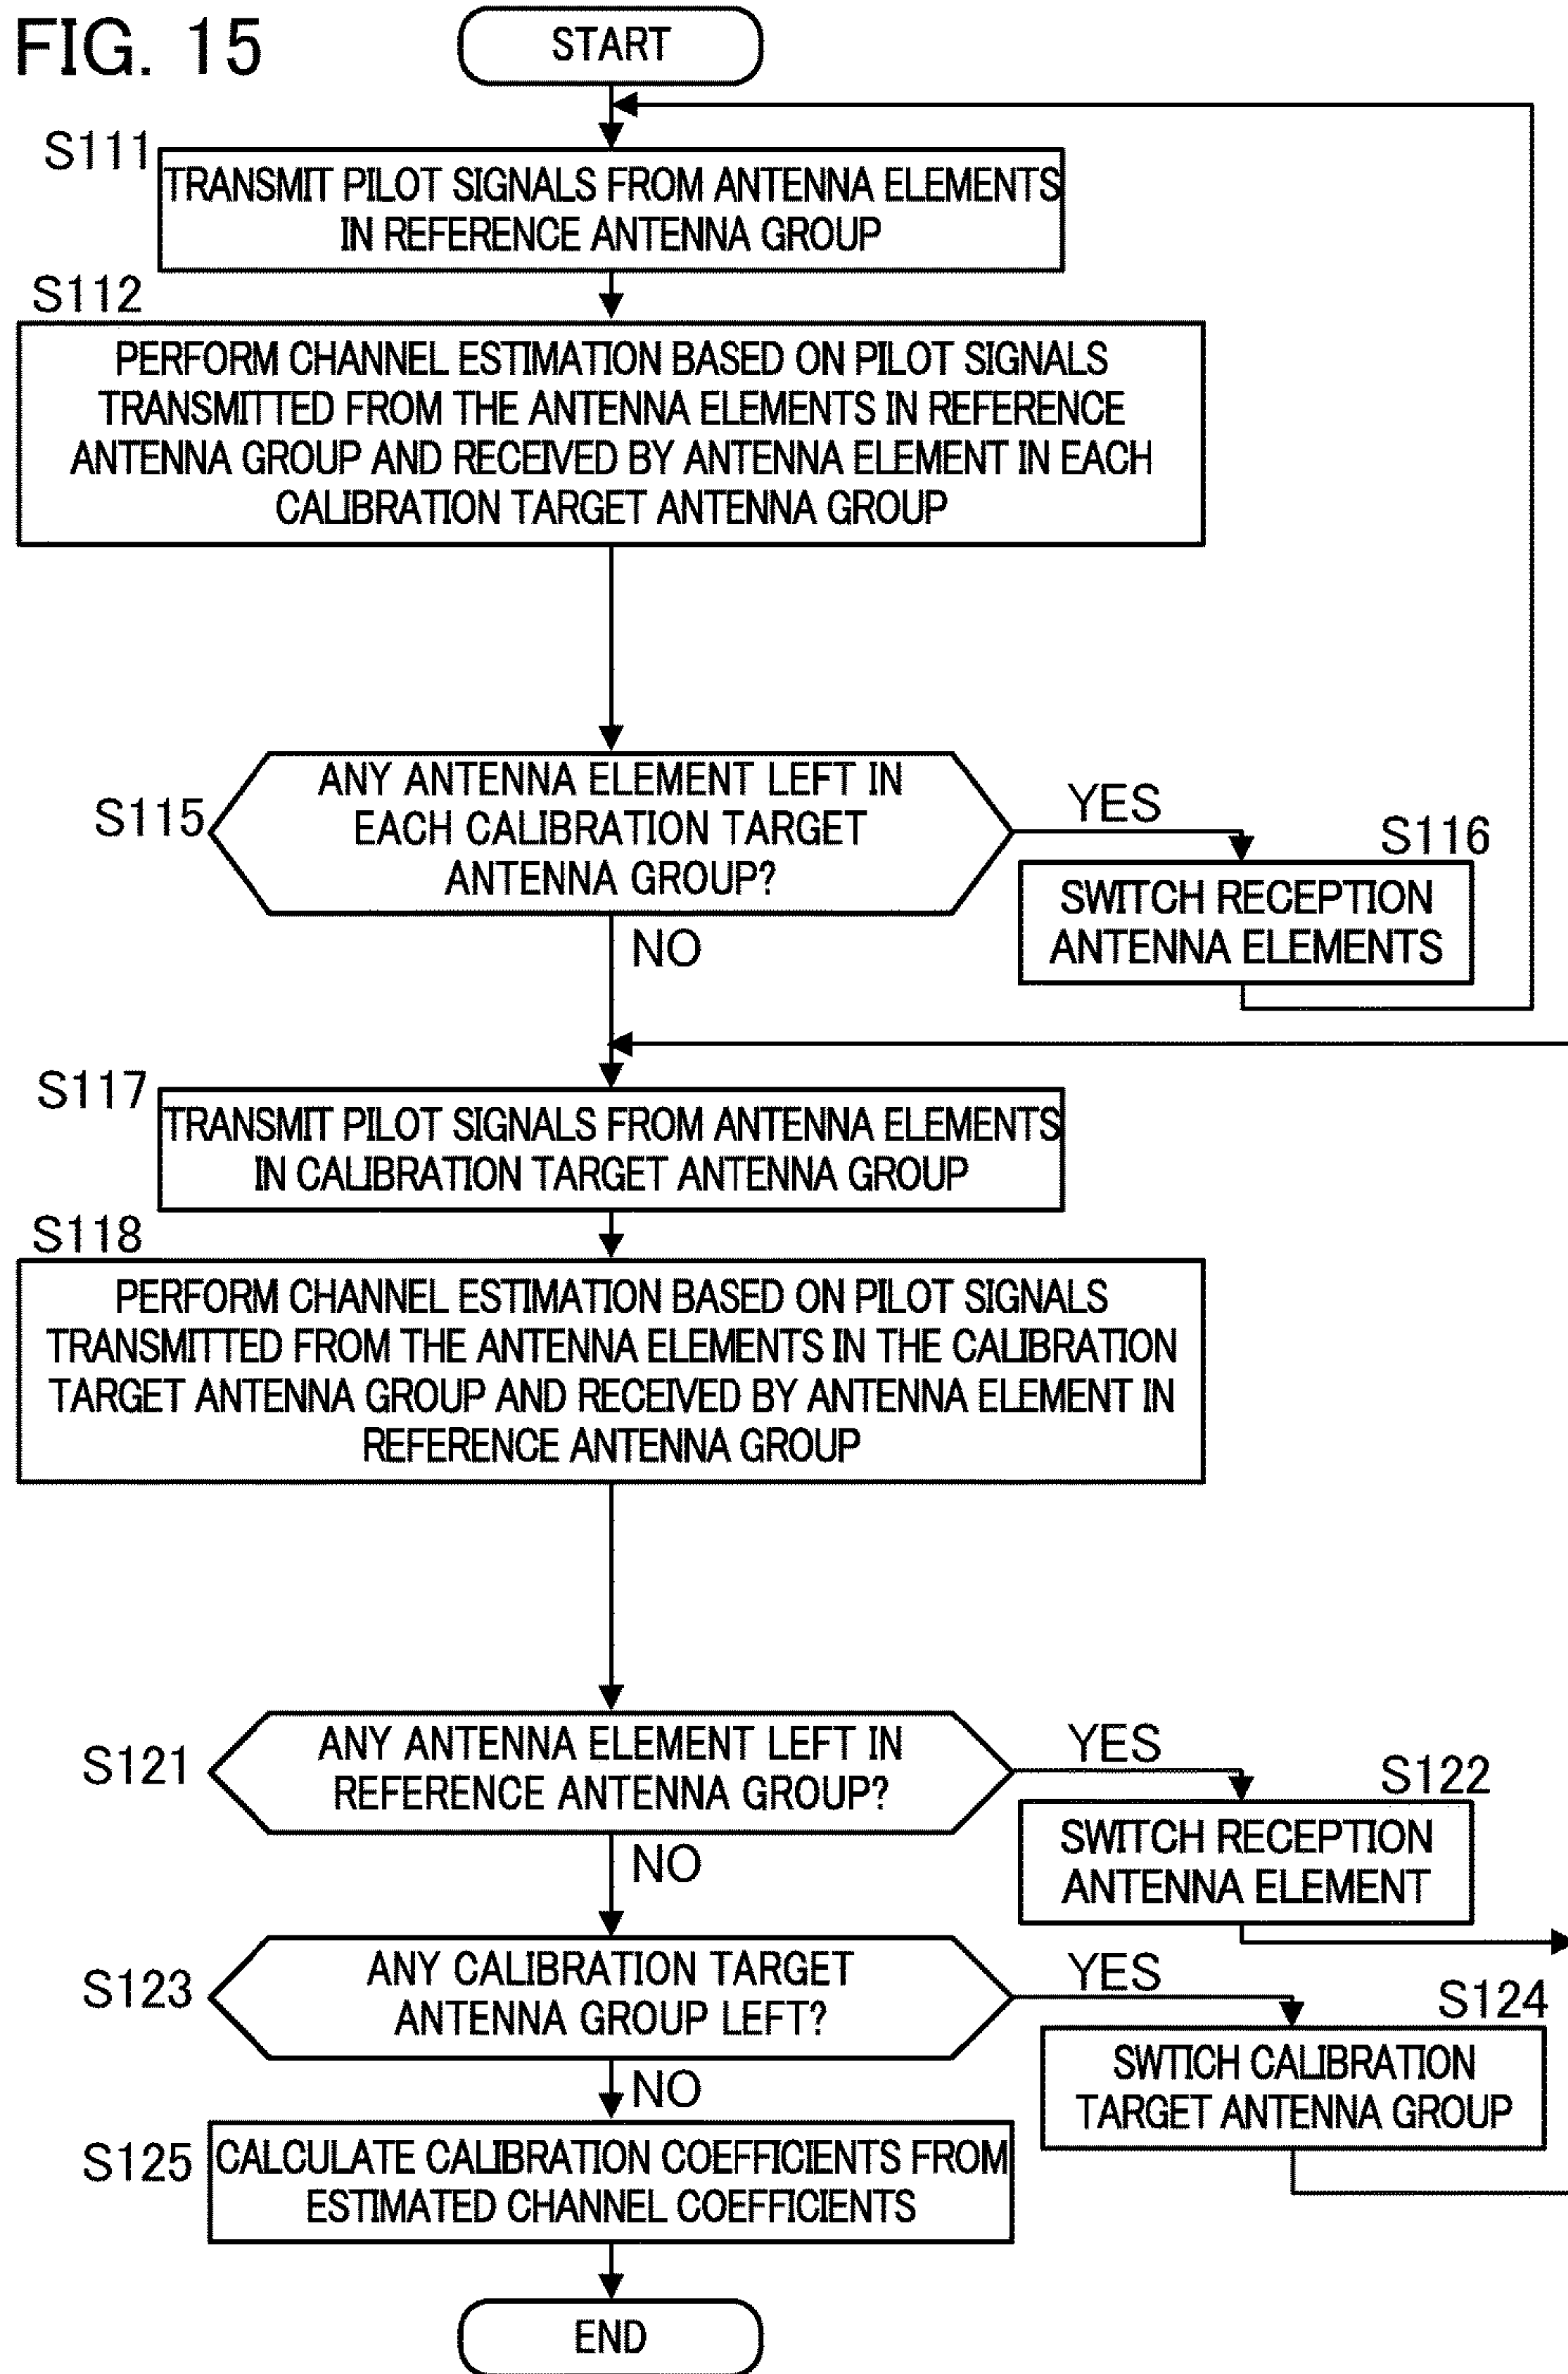 FIG. 15
START
S111
TRANSMIT PILOT SIGNALS FROM ANTENNA ELEMENTS
IN REFERENCE ANTENNA GROUP
S112
PERFORM CHANNEL ESTIMATION BASED ON PILOT SIGNALS
TRANSMITTED FROM THE ANTENNA ELEMENTS IN REFERENCE
ANTENNA GROUP AND RECEIVED BY ANTENNA ELEMENT IN EACH
CALIBRATION TARGET ANTENNA GROUP
S115
ANY ANTENNA ELEMENT LEFT IN
EACH CALIBRATION TARGET
ANTENNA GROUP?
YES
S116
SWITCH RECEPTION
ANTENNA ELEMENTS
NO
S117
TRANSMIT PILOT SIGNALS FROM ANTENNA ELEMENTS
IN CALIBRATION TARGET ANTENNA GROUP
S118
PERFORM CHANNEL ESTIMATION BASED ON PILOT SIGNALS
TRANSMITTED FROM THE ANTENNA ELEMENTS IN THE CALIBRATION
TARGET ANTENNA GROUP AND RECEIVED BY ANTENNA ELEMENT IN
REFERENCE ANTENNA GROUP
S121
ANY ANTENNA ELEMENT LEFT IN
REFERENCE ANTENNA GROUP?
YES
S122
SWITCH RECEPTION
ANTENNA ELEMENT
NO
S123
ANY CALIBRATION TARGET
ANTENNA GROUP LEFT?
YES
S124
SWTICH CALIBRATION
TARGET ANTENNA GROUP
NO
S125
CALCULATE CALIBRATION COEFFICIENTS FROM
ESTIMATED CHANNEL COEFFICIENTS
END